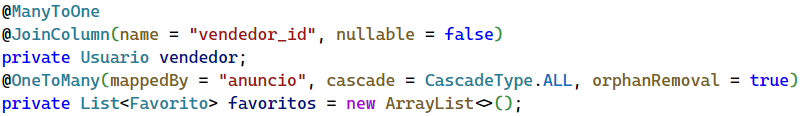 @ManyToOne
@JoinColumn(name = "vendedor_id", nullable = false)
private Usuario vendedor;
@OneToMany(mappedBy = "anuncio", cascade = CascadeType.ALL, orphanRemoval = true)
private List<Favorito> favoritos = new ArrayList<>();